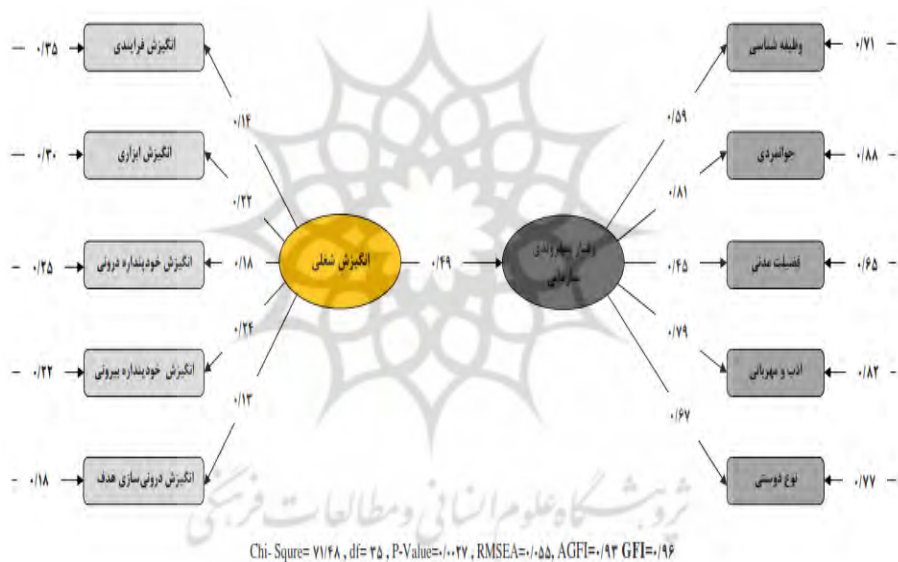 انگیزش فرایندی
۰/۳۵
۰/۱۴
انگیزش ابزاری
۰/۳۰
۰/۲۲
انگیزش خودپنداره درونی
۰/۲۵
۰/۱۸
انگیزش خودپنداره بیرونی
۰/۲۲
۰/۲۴
انگیزش درونی‌سازی هدف
۰/۱۸
۰/۱۳
انگیزش شغلی
۰/۴۹
رفتار شهروندی
سازمانی
وظیفه شناسی
۰/۷۱
۰/۵۹
جوانمردی
۰/۸۸
۰/۸۱
فضیلت مدنی
۰/۶۵
۰/۴۵
ادب و مهربانی
۰/۸۲
۰/۷۹
نوع دوستی
۰/۷۷
۰/۶۷
پژوهشگاه علوم انسانی و مطالعات فرهنگی
Chi- Squre= ۷۱/۴۸ , df= ۳۵ , P-Value=۰/۰۰۲۷ , RMSEA=۰/۰۵۵, AGFI=۰/۹۳ GFI=۰/۹۶